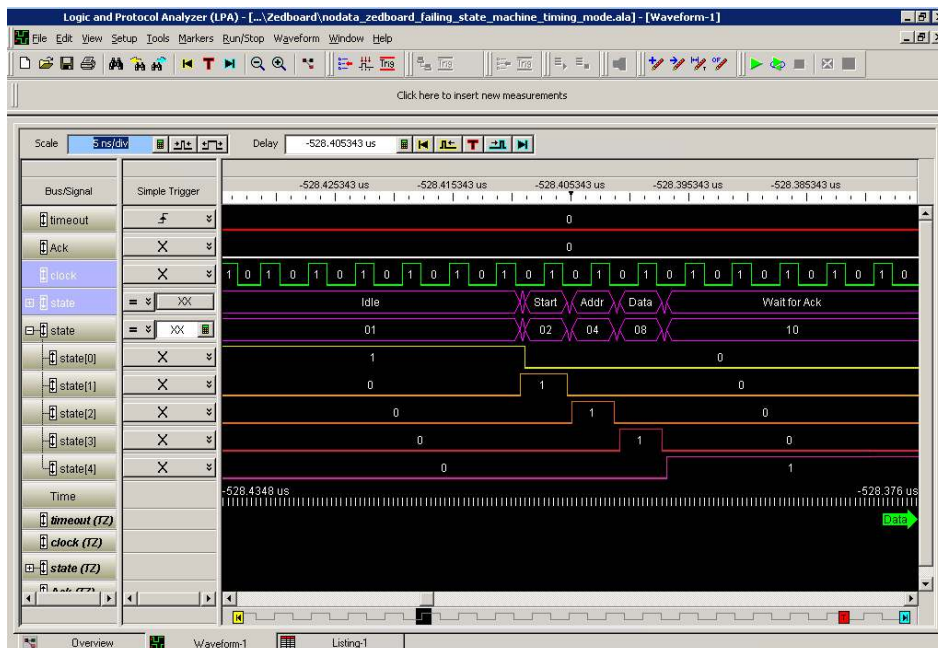 Logic and Protocol Analyzer (LPA) - [...\Zedboard\nodata_zedboard_failing_state_machine_timing_mode.ala] - [Waveform-1]
File Edit View Setup Tools Markers Run/Stop Waveform Window Help
Click here to insert new measurements
Scale 5 ns/div Delay -528.405343 us
Bus/Signal Simple Trigger -528.425343 us -528.415343 us -528.405343 us -528.395343 us -528.385343 us
timeout 0
Ack X 0
clock X 1 0 1 0 1 0 1 0 1 0 1 0 1 0 1 0 1 0 1 0 1 0 1 0 1 0 1 0 1 0
state = XX Idle Start Addr Data Wait for Ack
state = XX 01 02 04 08 10
state[0] X 1 0
state[1] X 0 1 0
state[2] X 0 1 0
state[3] X 0 1 0
state[4] X 0 1
Time -528.4348 us -528.376 us
timeout (TZ) Data
clock (TZ)
state (TZ)
Ack (TZ)
Overview Waveform-1 Listing-1